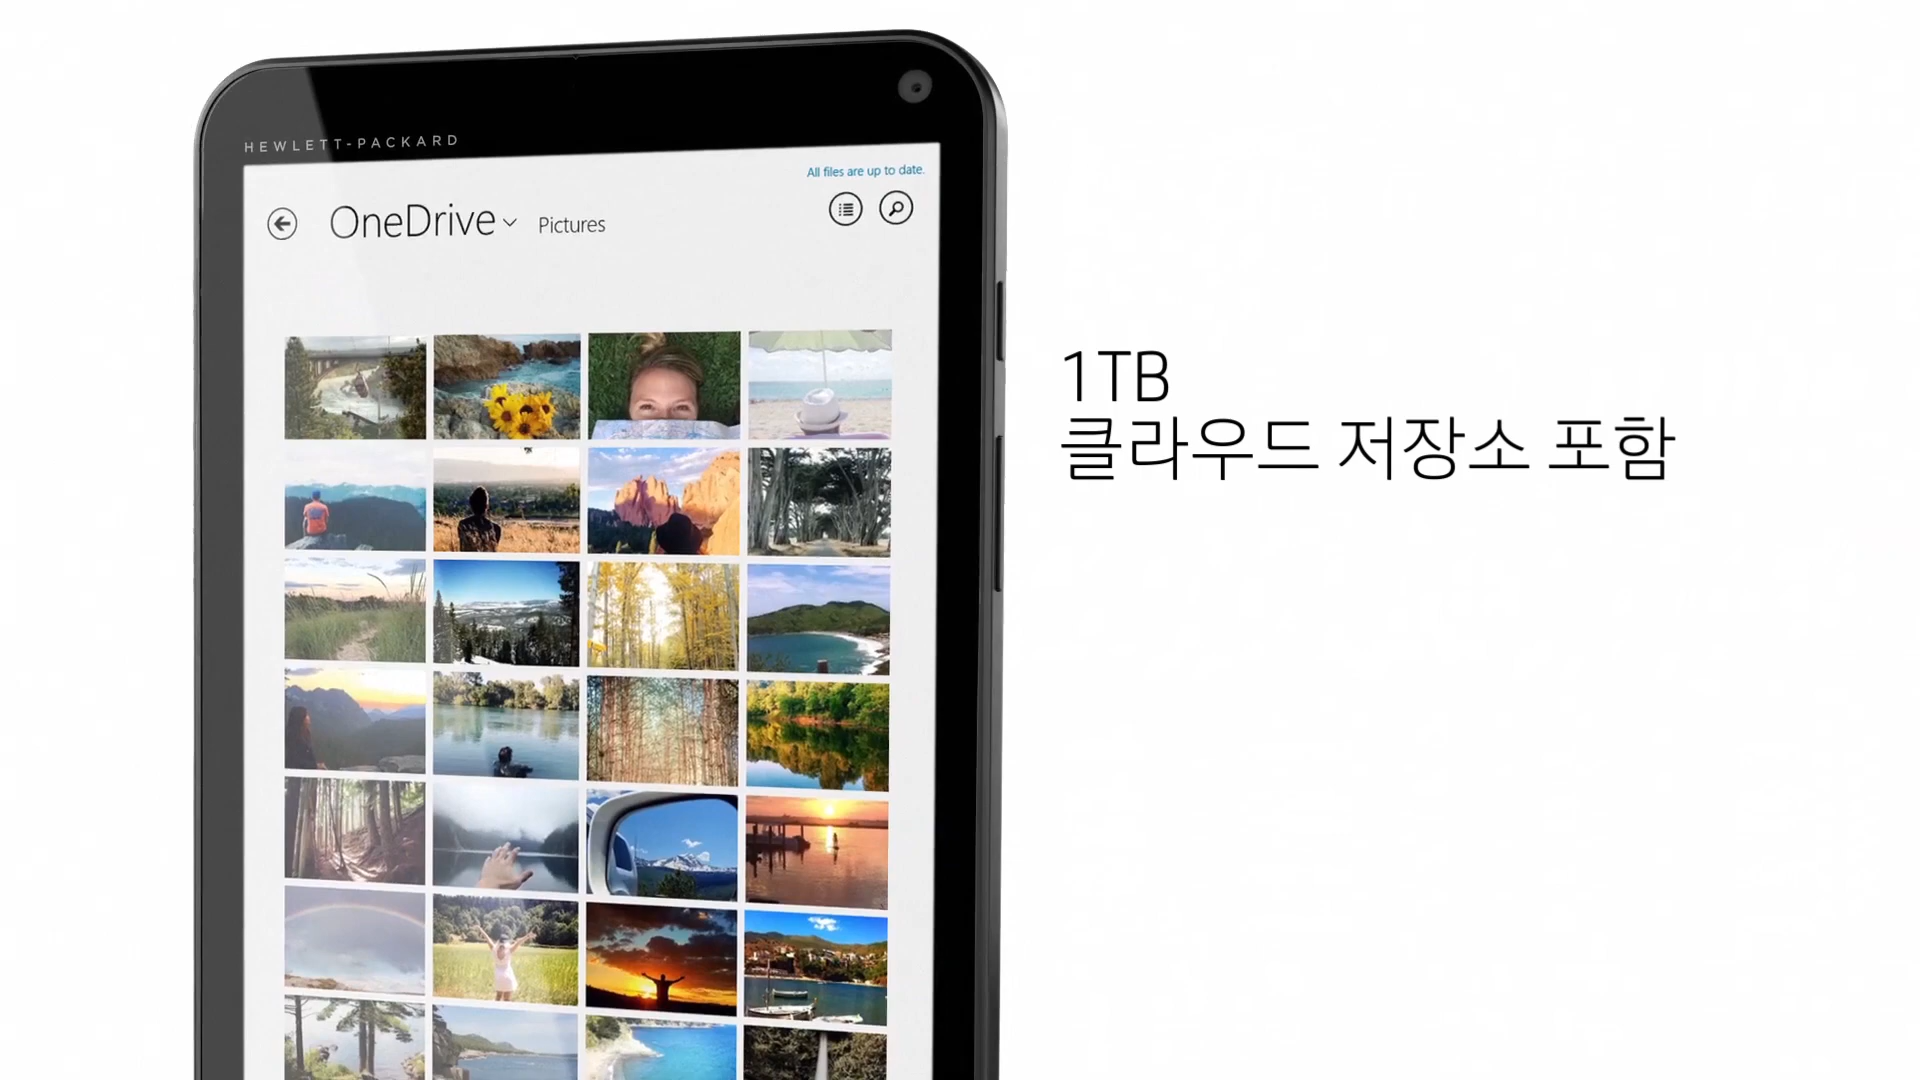 HEWLETT-PACKARD
All files are up to date.
OneDrive Pictures
1TB
클라우드 저장소 포함